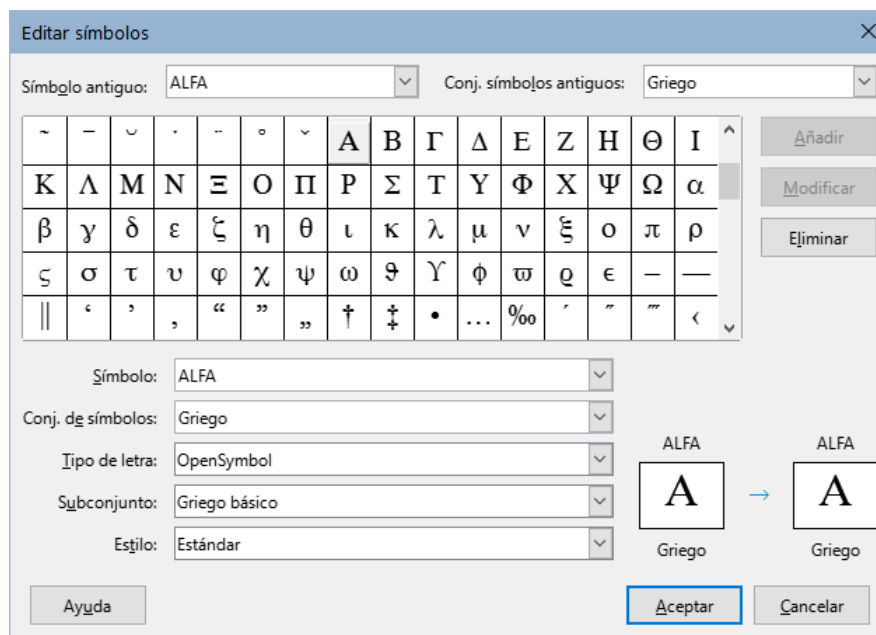 Editar símbolos
Símbolo antiguo: ALFA Conj. símbolos antiguos: Griego
~ ¯ ˘ ˙ ¨ ° ˇ Α Β Γ Δ Ε Ζ Η Θ Ι
Κ Λ Μ Ν Ξ Ο Π Ρ Σ Τ Υ Φ Χ Ψ Ω α
β γ δ ε ζ η θ ι κ λ μ ν ξ ο π ρ
ς σ τ υ φ χ ψ ω ϑ ϒ ϕ ϖ ϱ ϵ – —
‖ ‘ ’ ‚ “ ” „ † ‡ • … ‰ ′ ″ ‴ ‹
Añadir
Modificar
Eliminar
Símbolo: ALFA
Conj. de símbolos: Griego
Tipo de letra: OpenSymbol
Subconjunto: Griego básico
Estilo: Estándar
ALFA ALFA
Α → Α
Griego Griego
Ayuda Aceptar Cancelar